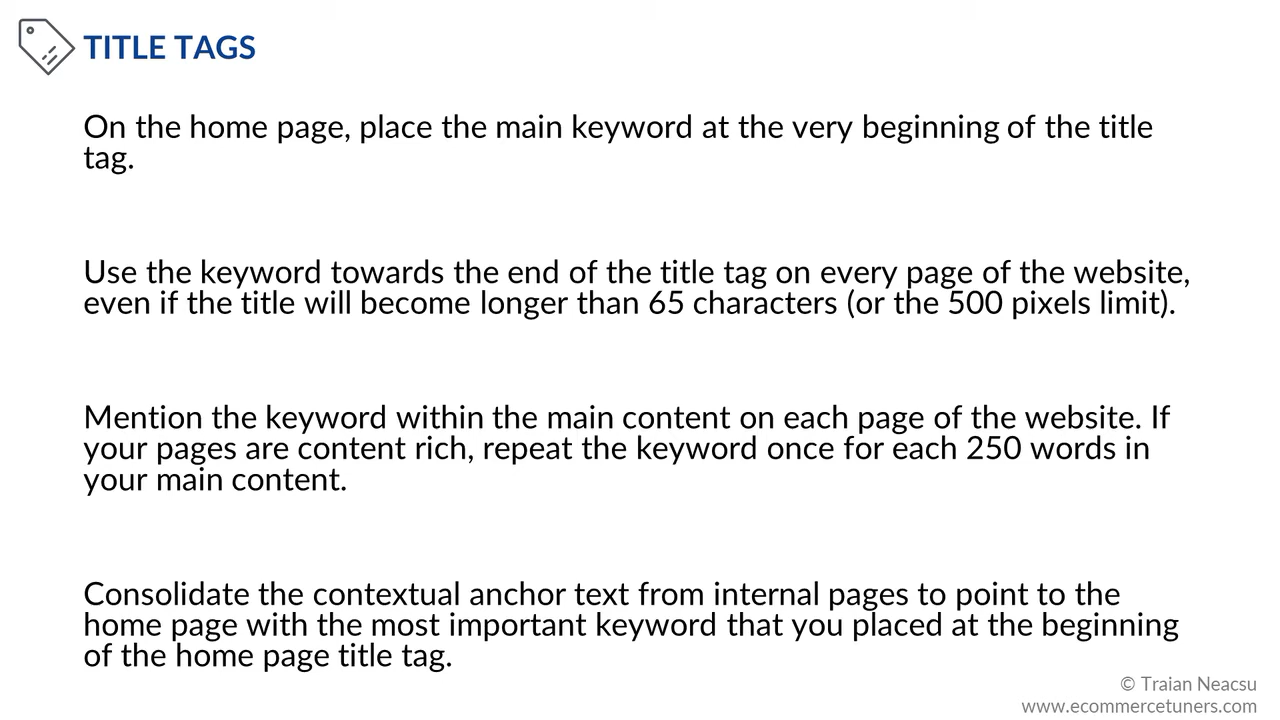 TITLE TAGS
On the home page, place the main keyword at the very beginning of the title
tag.
Use the keyword towards the end of the title tag on every page of the website,
even if the title will become longer than 65 characters (or the 500 pixels limit).
Mention the keyword within the main content on each page of the website. If
your pages are content rich, repeat the keyword once for each 250 words in
your main content.
Consolidate the contextual anchor text from internal pages to point to the
home page with the most important keyword that you placed at the beginning
of the home page title tag.
© Traian Neacsu
www.ecommercetuners.com